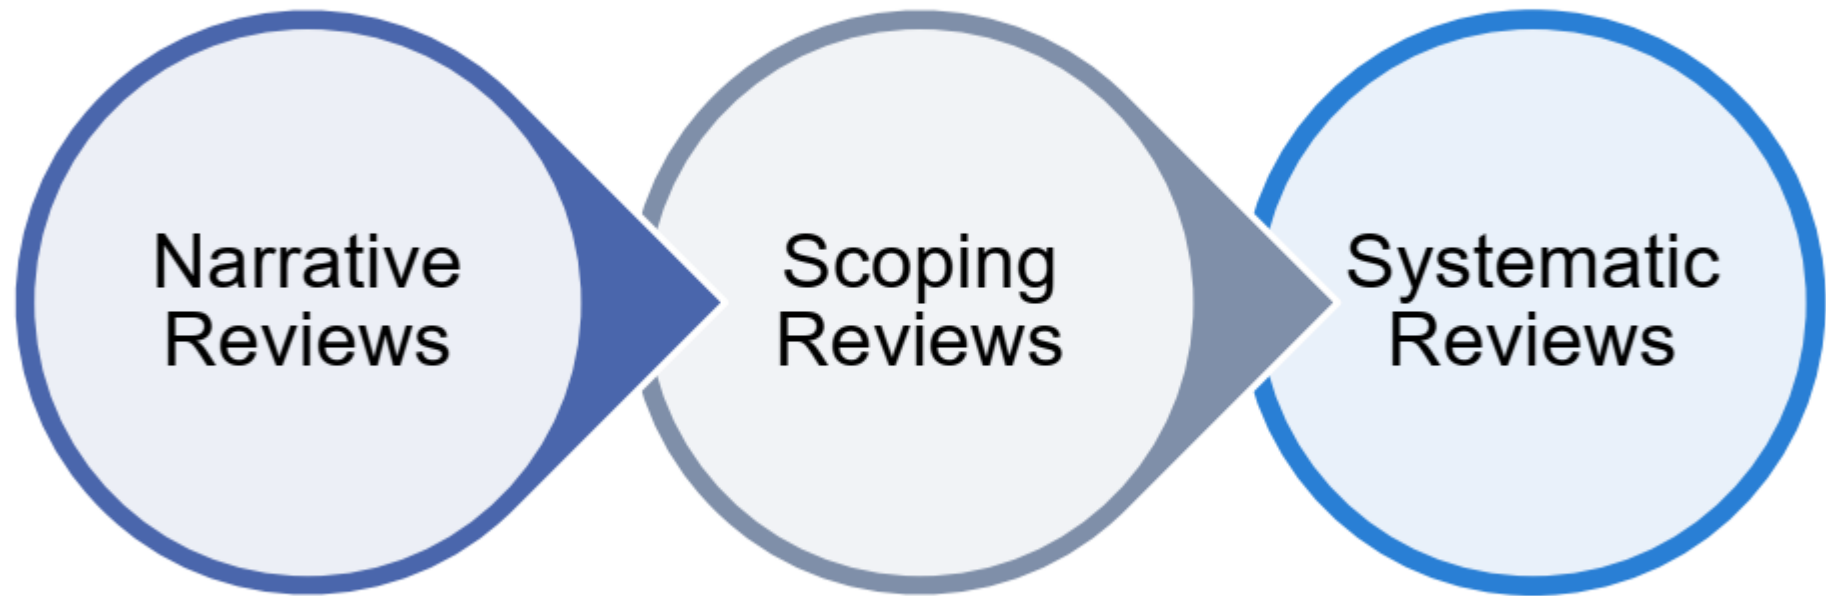 Narrative
Reviews
Scoping
Reviews
Systematic
Reviews